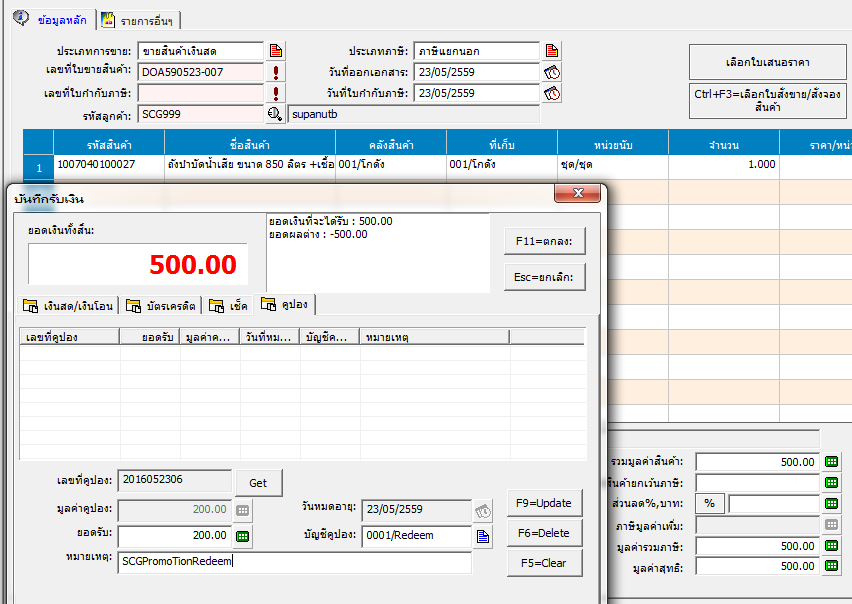 ข้อมูลหลัก รายการอื่นๆ
ประเภทการขาย: ขายสินค้าเงินสด ประเภทภาษี: ภาษีแยกนอก
เลขที่ใบขายสินค้า: DOA590523-007 วันที่ออกเอกสาร: 23/05/2559
เลขที่ใบกำกับภาษี: วันที่ใบกำกับภาษี: 23/05/2559
รหัสลูกค้า: SCG999 supanutb
เลือกใบเสนอราคา
Ctrl+F3=เลือกใบสั่งขาย/สั่งจอง
สินค้า
รหัสสินค้า ชื่อสินค้า คลังสินค้า ที่เก็บ หน่วยนับ จำนวน ราคา/หน่
1 1007040100027 ถังบำบัดน้ำเสีย ขนาด 850 ลิตร +เชื้อ 001/โกดัง 001/โกดัง ชุด/ชุด 1.000
บันทึกรับเงิน
ยอดเงินทั้งสิ้น:
500.00
ยอดเงินที่จะได้รับ : 500.00
ยอดผลต่าง : -500.00
F11=ตกลง:
Esc=ยกเลิก:
เงินสด/เงินโอน บัตรเครดิต เช็ค คูปอง
เลขที่คูปอง ยอดรับ มูลค่าค... วันที่หม... บัญชีค... หมายเหตุ
เลขที่คูปอง: 2016052306 Get
มูลค่าคูปอง: 200.00 วันหมดอายุ: 23/05/2559
ยอดรับ: 200.00 บัญชีคูปอง: 0001/Redeem
หมายเหตุ: SCGPromoTionRedeem
F9=Update
F6=Delete
F5=Clear
รวมมูลค่าสินค้า: 500.00
สินค้ายกเว้นภาษี:
ส่วนลด%,บาท: %
ภาษีมูลค่าเพิ่ม:
มูลค่ารวมภาษี: 500.00
มูลค่าสุทธิ: 500.00